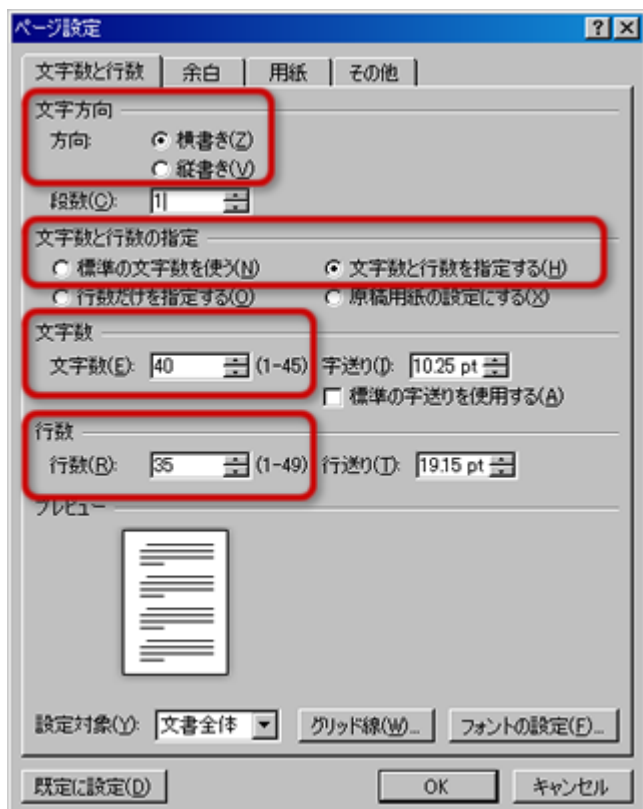 ページ設定
文字数と行数 余白 用紙 その他
文字方向
方向: 横書き(Z)
縦書き(V)
段数(C): 1
文字数と行数の指定
標準の文字数を使う(N) 文字数と行数を指定する(H)
行数だけを指定する(O) 原稿用紙の設定にする(X)
文字数
文字数(E): 40 (1-45) 字送り(I): 10.25 pt
標準の字送りを使用する(A)
行数
行数(R): 35 (1-49) 行送り(T): 19.15 pt
プレビュー
設定対象(Y): 文書全体 グリッド線(W)... フォントの設定(F)...
既定に設定(D) OK キャンセル